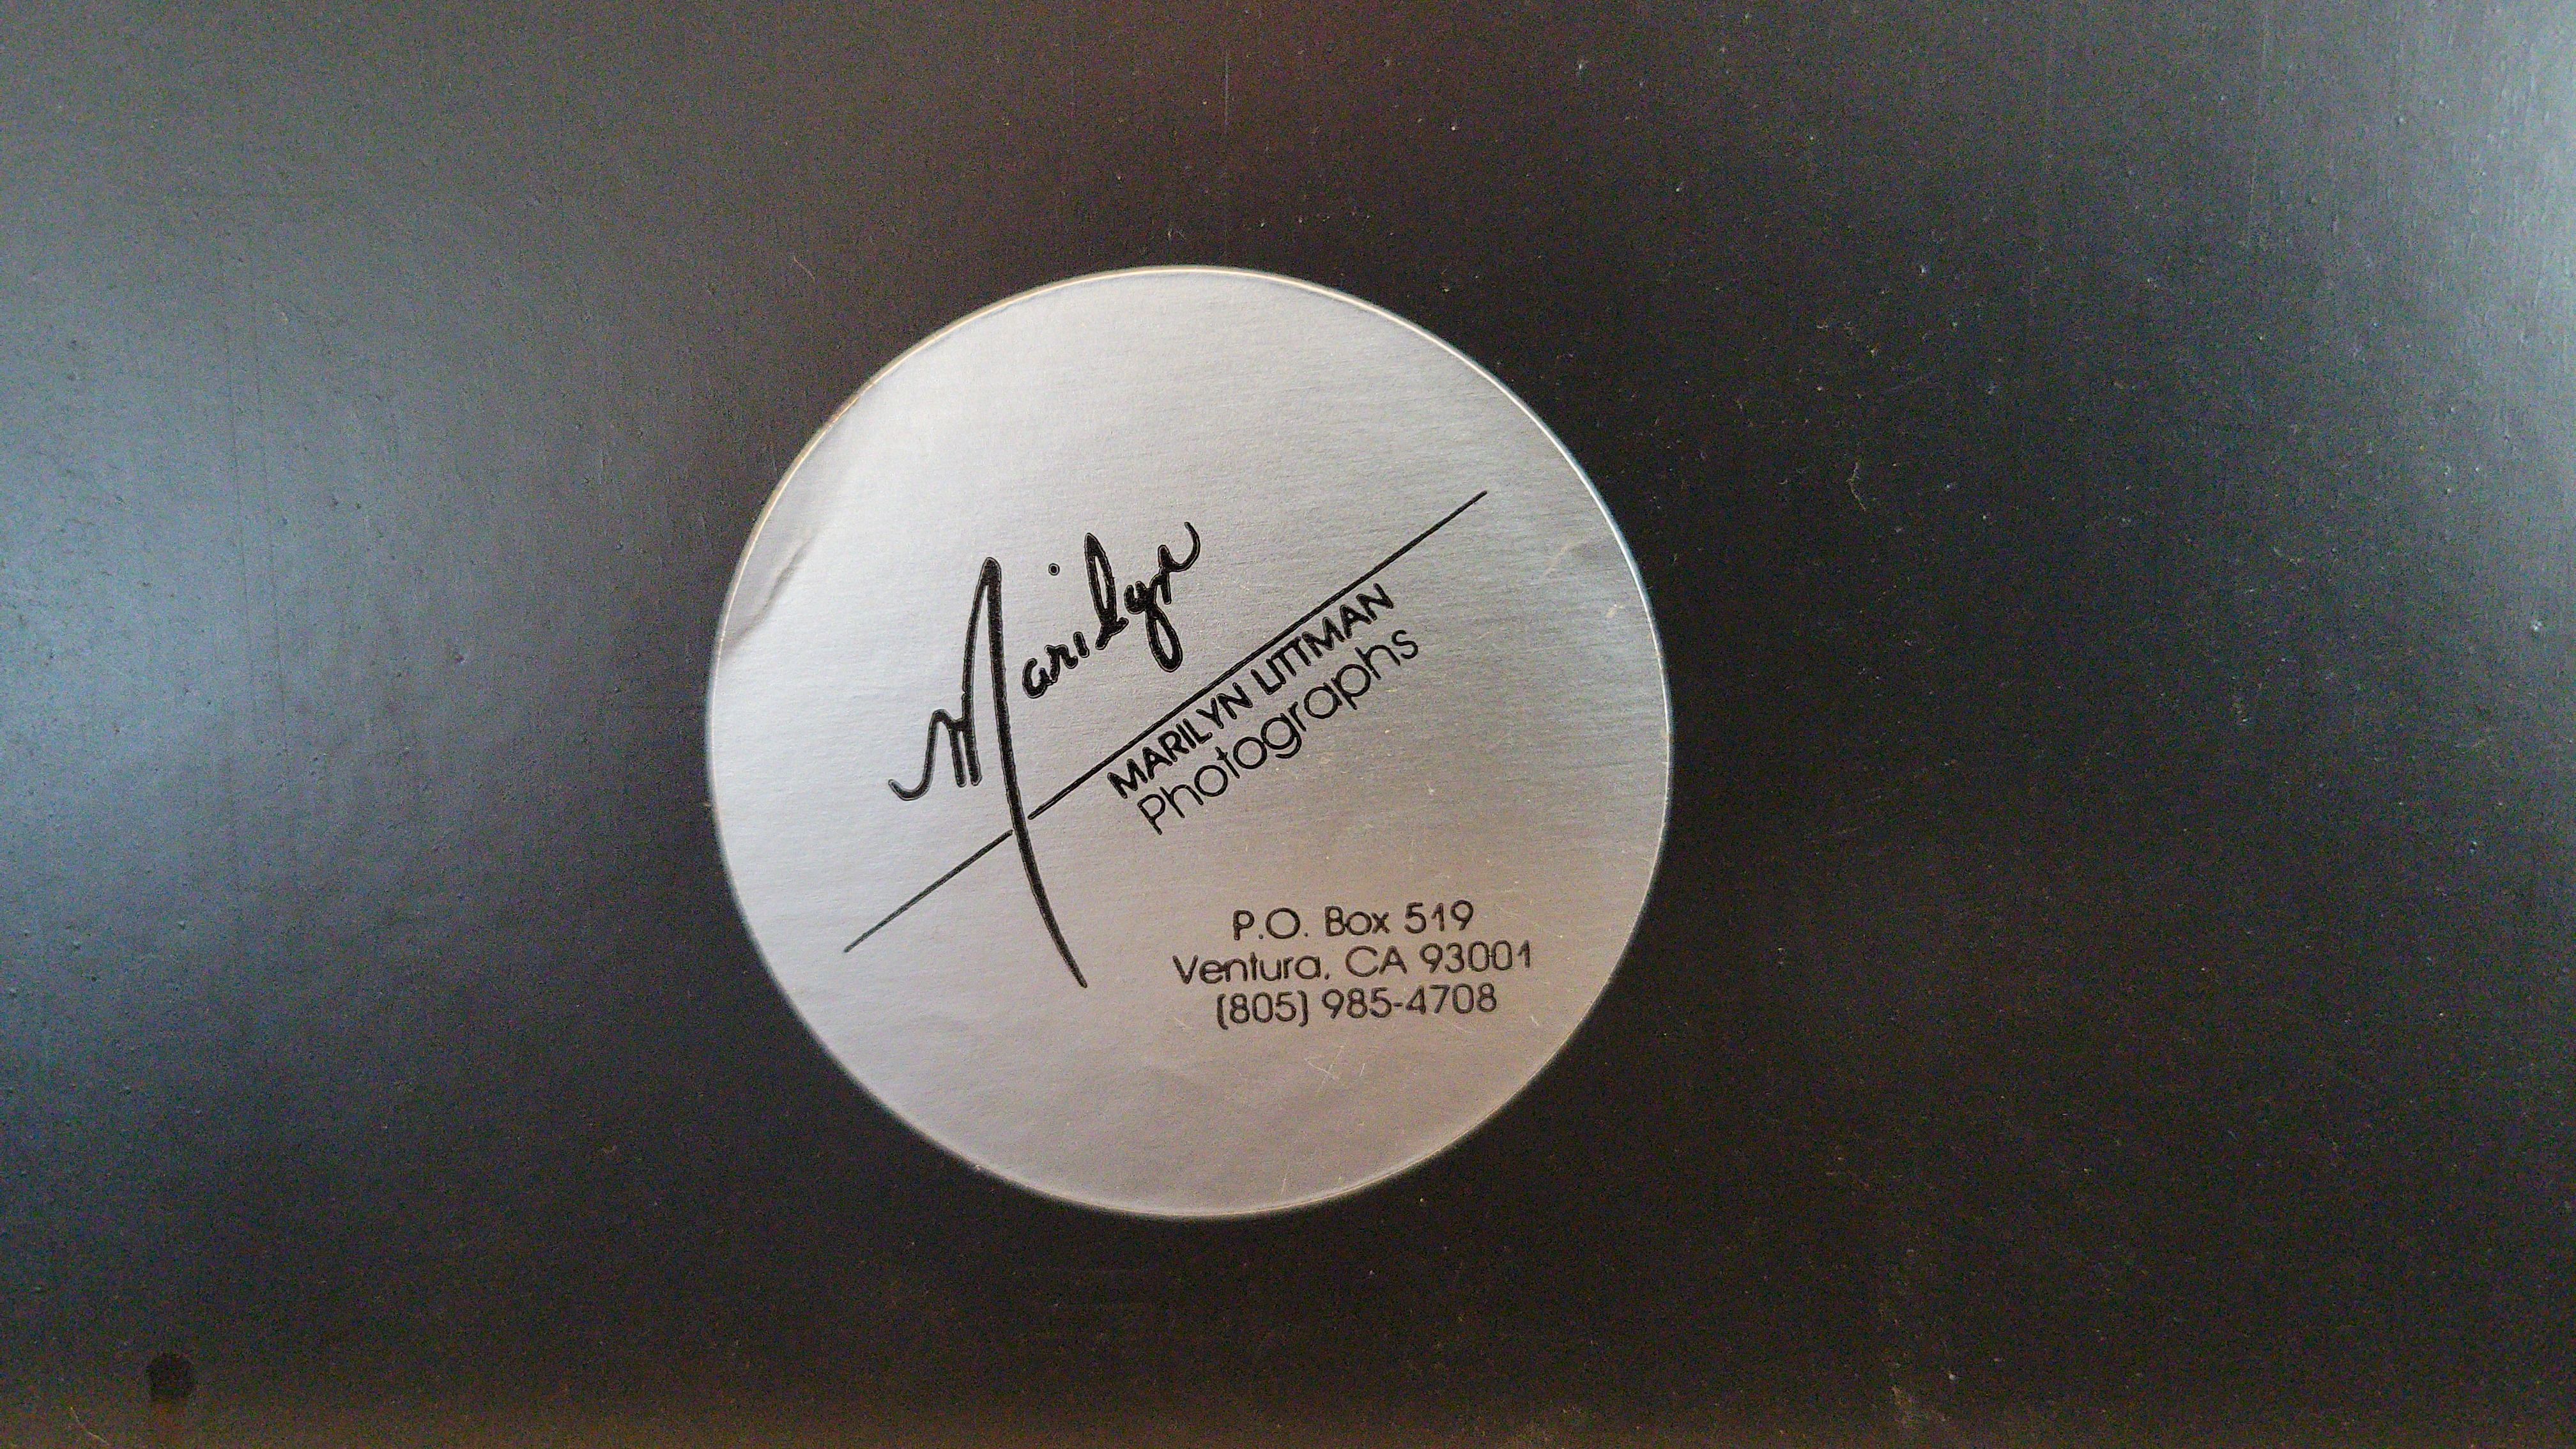 Marilyn
MARILYN LITTMAN
Photographs
P.O. Box 519
Ventura, CA 93001
(805) 985-4708